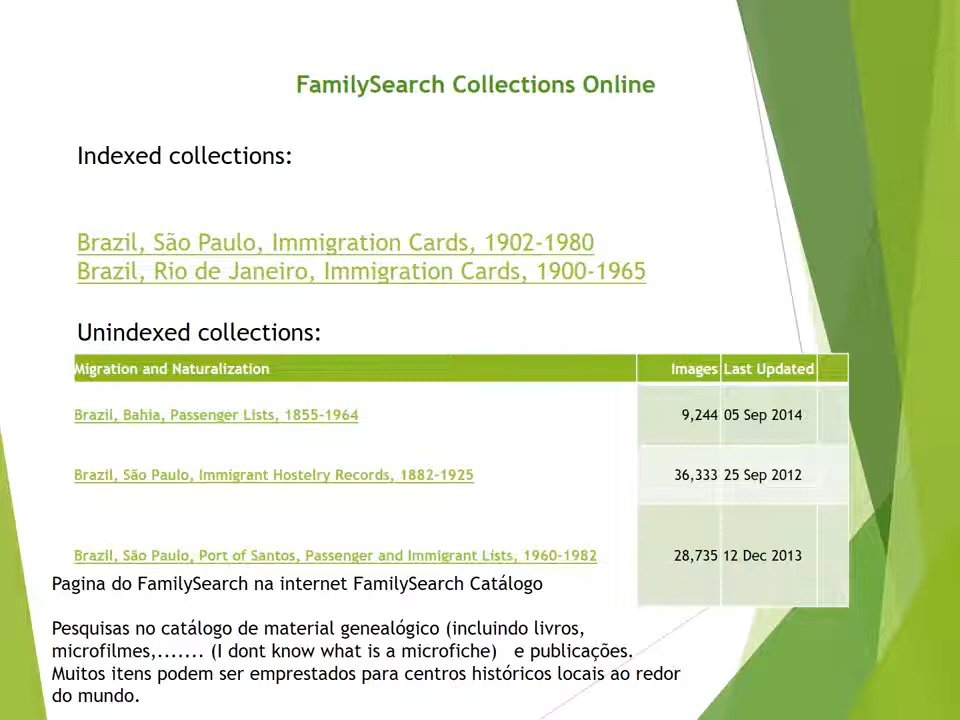 FamilySearch Collections Online
Indexed collections:
Brazil, São Paulo, Immigration Cards, 1902-1980
Brazil, Rio de Janeiro, Immigration Cards, 1900-1965
Unindexed collections:
Migration and Naturalization Images Last Updated
Brazil, Bahia, Passenger Lists, 1855-1964 9,244 05 Sep 2014
Brazil, São Paulo, Immigrant Hostelry Records, 1882-1925 36,333 25 Sep 2012
Brazil, São Paulo, Port of Santos, Passenger and Immigrant Lists, 1960-1982 28,735 12 Dec 2013
Pagina do FamilySearch na internet FamilySearch Catálogo
Pesquisas no catálogo de material genealógico (incluindo livros,
microfilmes,....... (I dont know what is a microfiche) e publicações.
Muitos itens podem ser emprestados para centros históricos locais ao redor
do mundo.